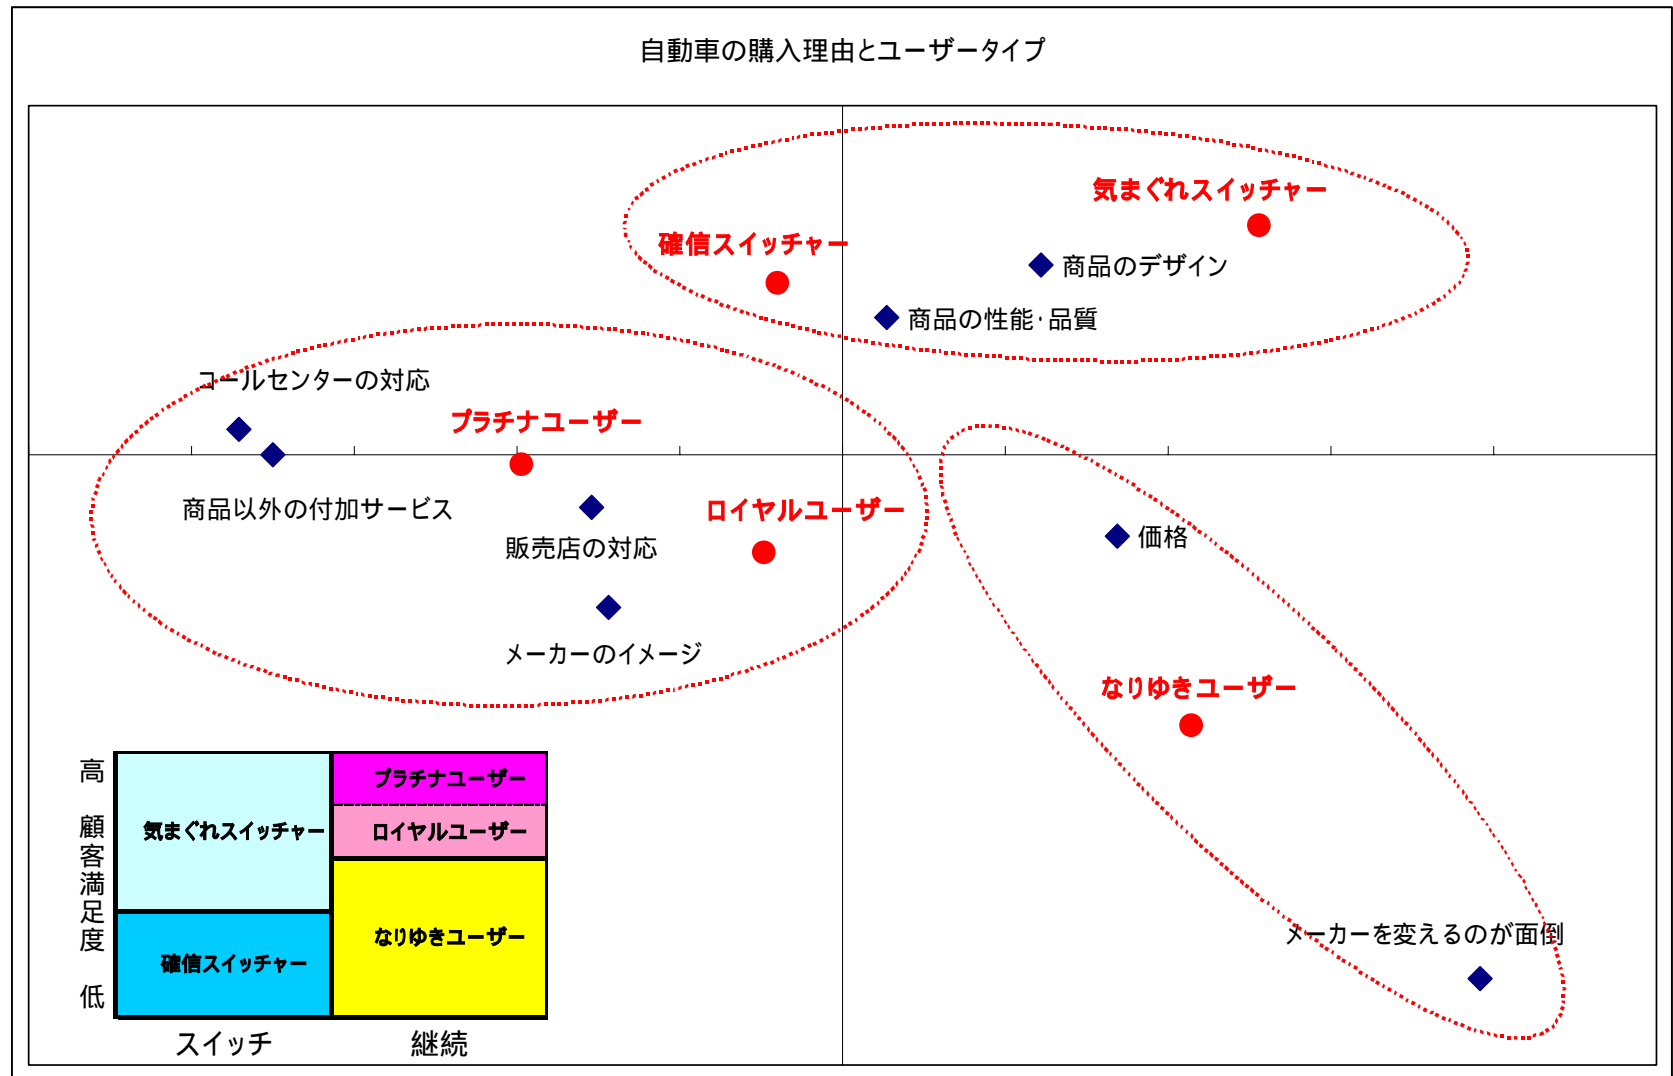 自動車の購入理由とユーザータイプ
気まぐれスイッチャー
確信スイッチャー
商品のデザイン
商品の性能・品質
コールセンターの対応
プラチナユーザー
商品以外の付加サービス
ロイヤルユーザー
販売店の対応
価格
メーカーのイメージ
なりゆきユーザー
メーカーを変えるのが面倒
高
顧客満足度
低
プラチナユーザー
気まぐれスイッチャー
ロイヤルユーザー
なりゆきユーザー
確信スイッチャー
スイッチ
継続